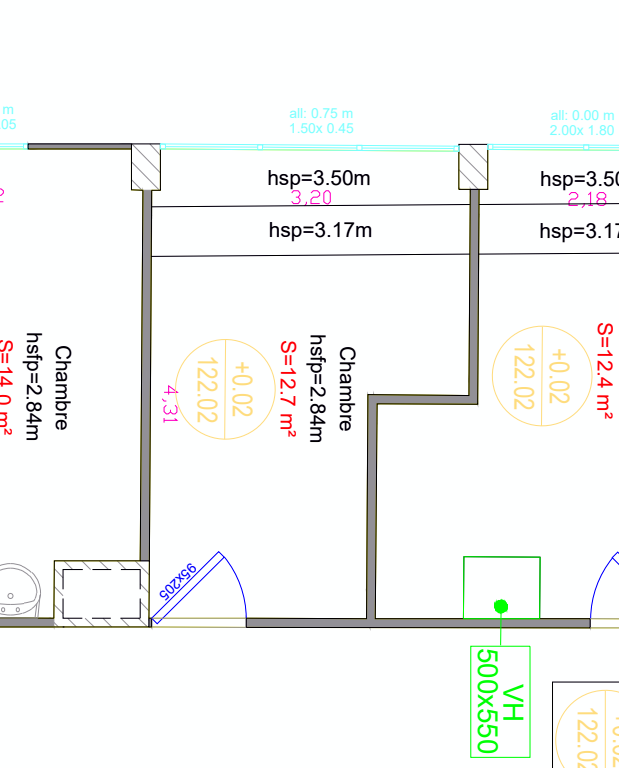 m
05
all: 0.75 m
1.50x 0.45
all: 0.00 m
2.00x 1.80
hsp=3.50m
3,20
hsp=3.17m
hsp=3.50
2,18
hsp=3.17
Chambre
hsfp=2.84m
S=14.0 m²
+0.02
122.02
4,31
Chambre
hsfp=2.84m
S=12.7 m²
+0.02
122.02
S=12.4 m²
95x205
VH
500x550
+0.02
122.02